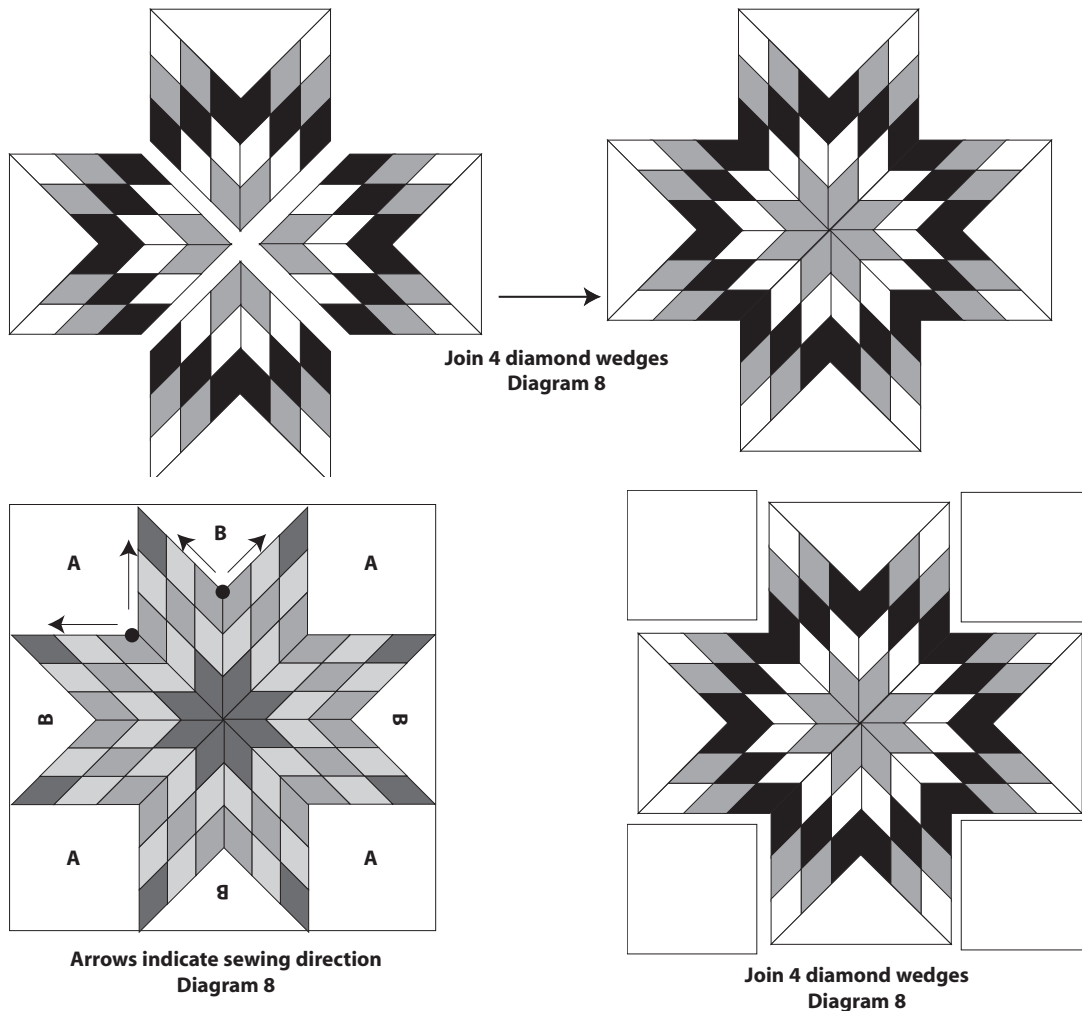 Join 4 diamond wedges
Diagram 8
B
A
A
B
B
A
B
A
Arrows indicate sewing direction
Diagram 8
Join 4 diamond wedges
Diagram 8